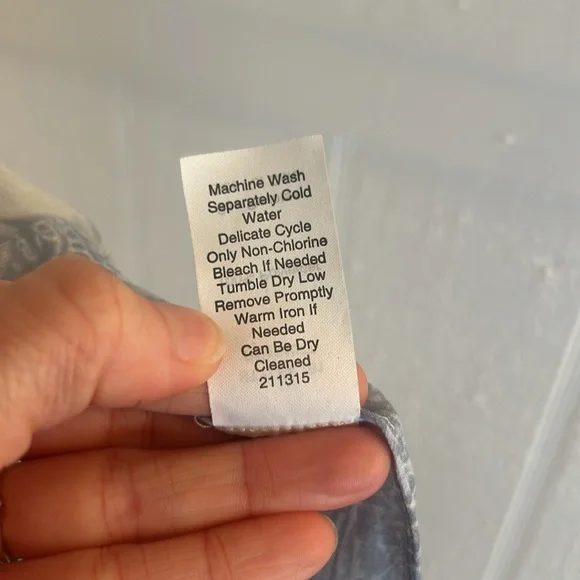 Machine Wash
Separately Cold
Water
Delicate Cycle
Only Non-Chlorine
Bleach If Needed
Tumble Dry Low
Remove Promptly
Warm Iron If
Needed
Can Be Dry
Cleaned
211315